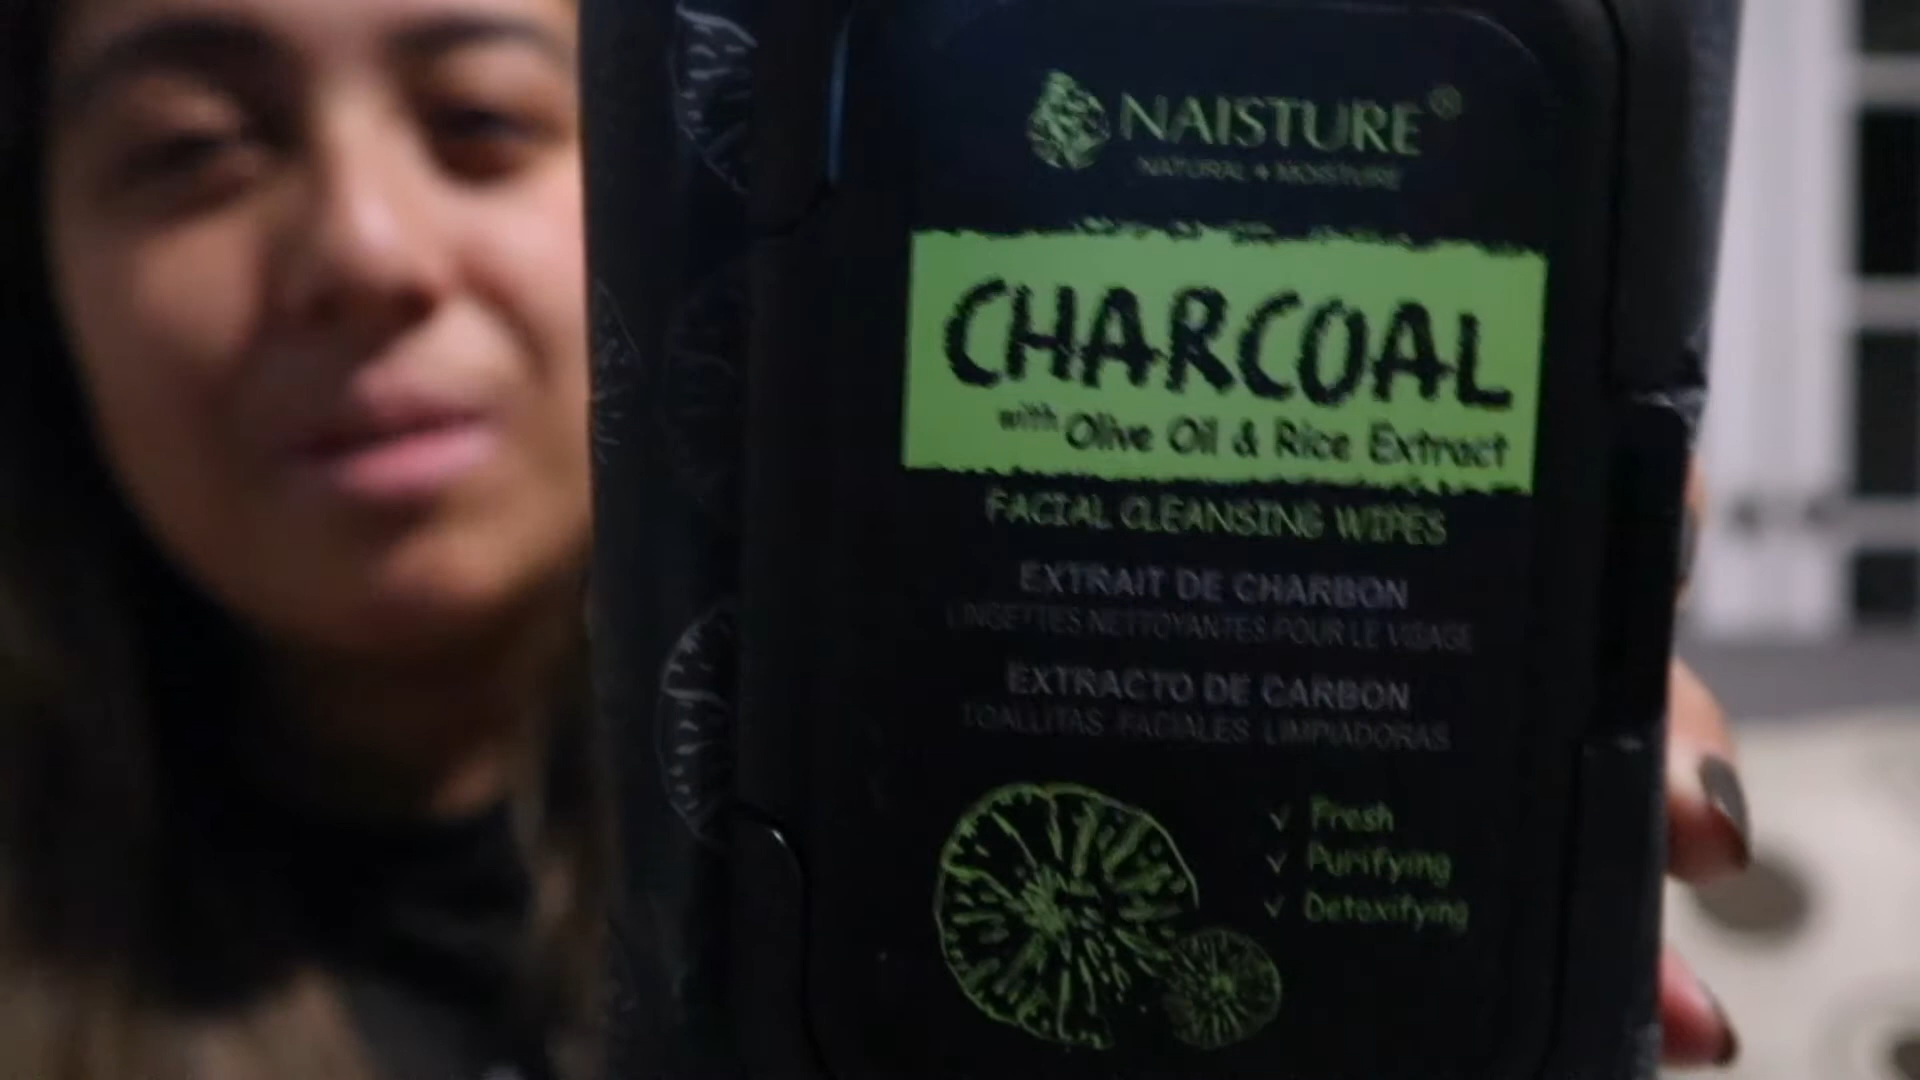 NAISTURE®
NATURAL + MOISTURE
CHARCOAL
with Olive Oil & Rice Extract
FACIAL CLEANSING WIPES
EXTRAIT DE CHARBON
LINGETTES NETTOYANTES POUR LE VISAGE
EXTRACTO DE CARBON
TOALLITAS FACIALES LIMPIADORAS
✓ Fresh
✓ Purifying
✓ Detoxifying